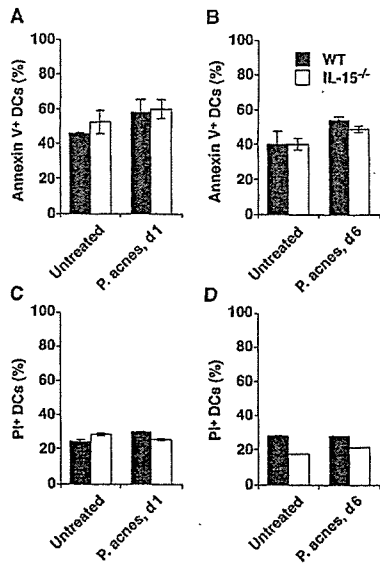 A
Annexin V+ DCs (%)
100
80
60
40
20
0
Untreated
P. acnes, d1
B
Annexin V+ DCs (%)
100
80
60
40
20
0
WT
IL-15-/-
Untreated
P. acnes, d6
C
PI+ DCs (%)
100
80
60
40
20
0
Untreated
P. acnes, d1
D
PI+ DCs (%)
100
80
60
40
20
0
Untreated
P. acnes, d6